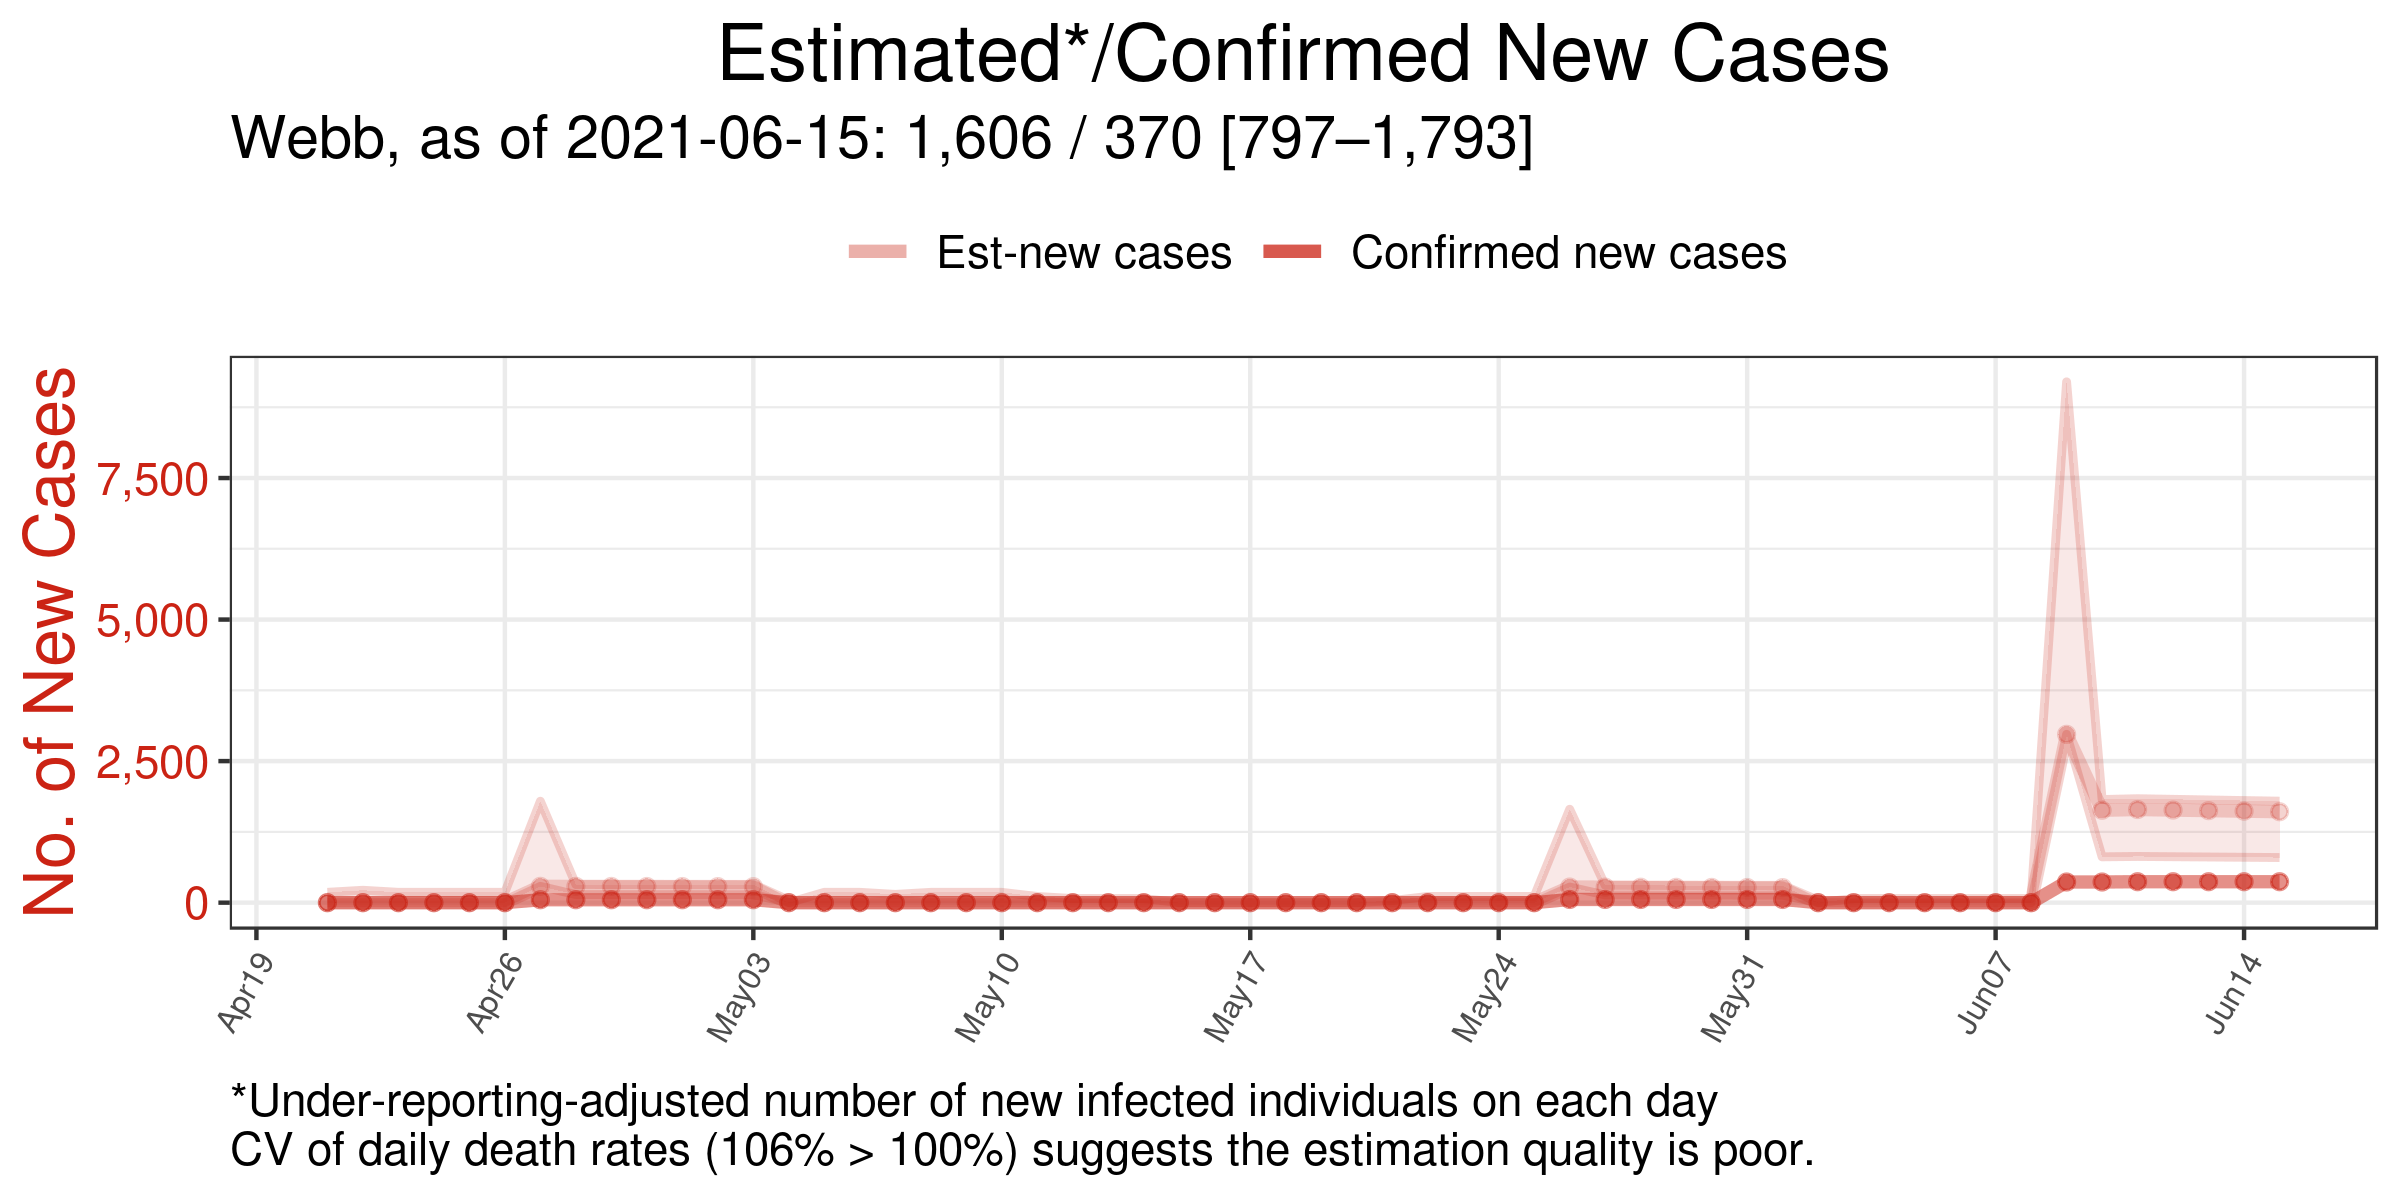 Estimated*/Confirmed New Cases
Webb, as of 2021-06-15: 1,606 / 370 [797–1,793]
Est-new cases Confirmed new cases
No. of New Cases
7,500
5,000
2,500
0
Apr19 Apr26 May03 May10 May17 May24 May31 Jun07 Jun14
*Under-reporting-adjusted number of new infected individuals on each day
CV of daily death rates (106% > 100%) suggests the estimation quality is poor.